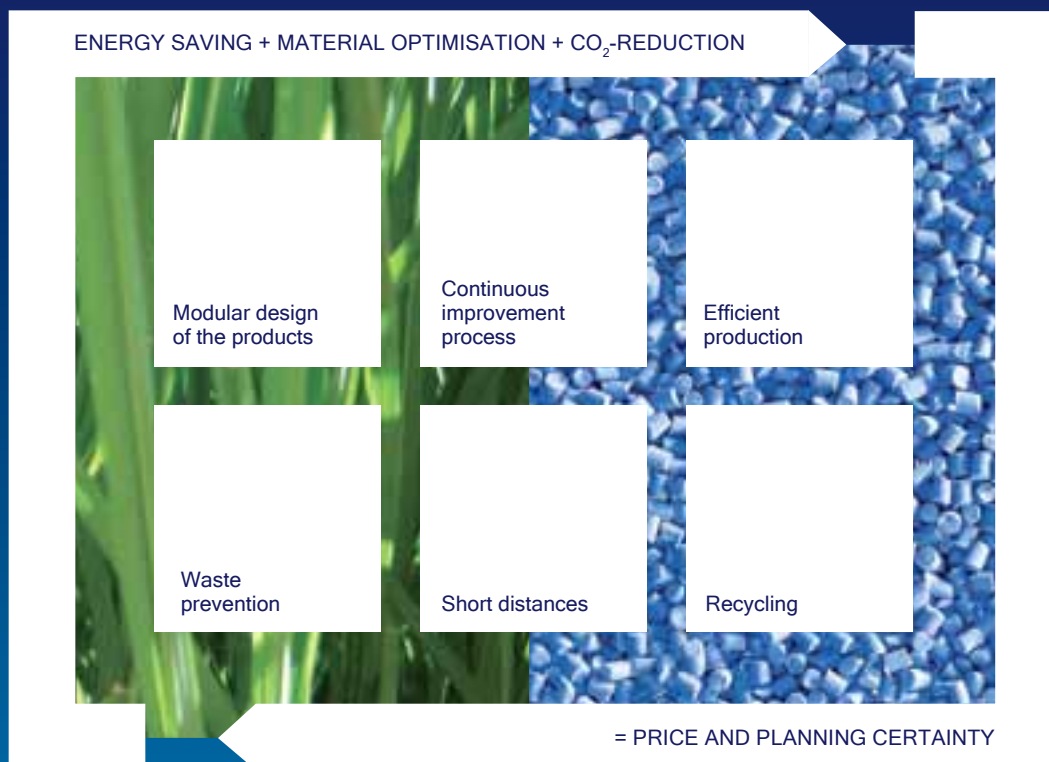 ENERGY SAVING + MATERIAL OPTIMISATION + CO₂-REDUCTION
Modular design
of the products
Continuous
improvement
process
Efficient
production
Waste
prevention
Short distances
Recycling
= PRICE AND PLANNING CERTAINTY